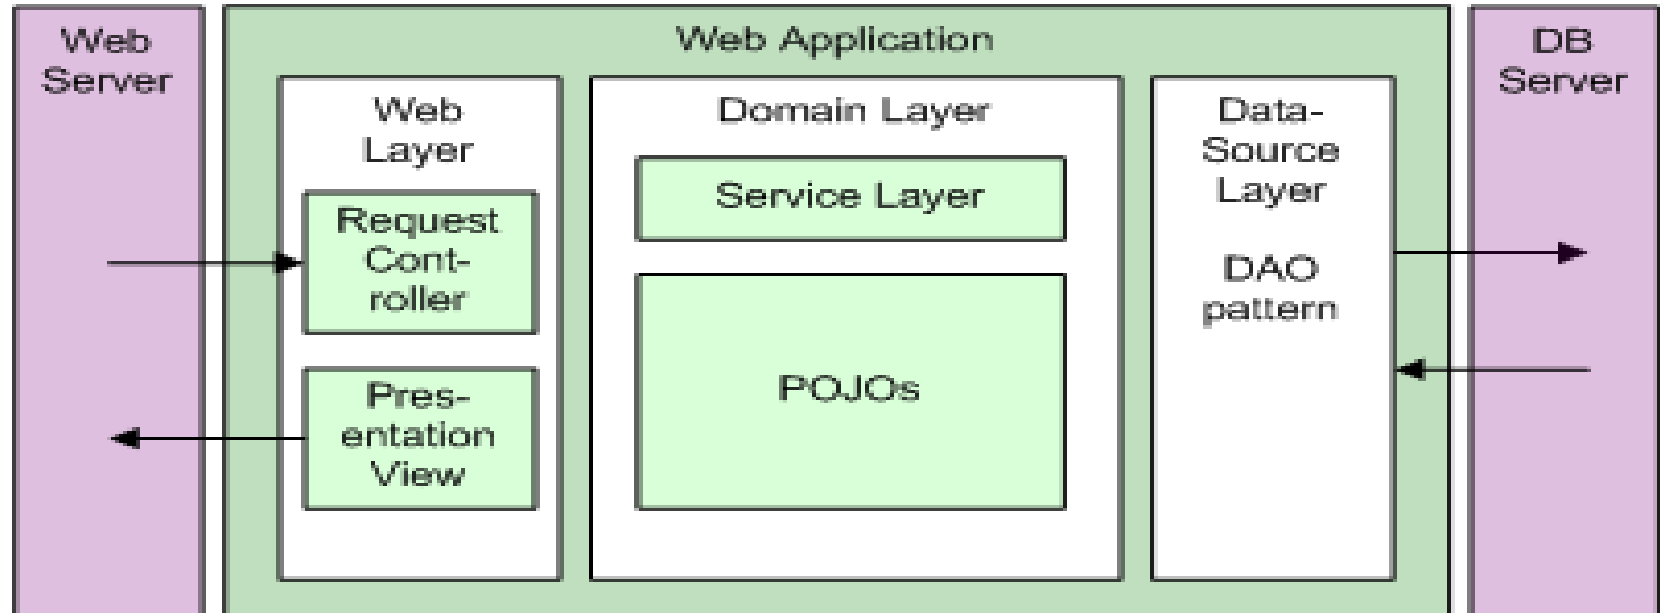 Web
Server
Web Application
Web
Layer
Request
Cont-
roller
Pres-
entation
View
Domain Layer
Service Layer
POJOs
Data-
Source
Layer
DAO
pattern
DB
Server